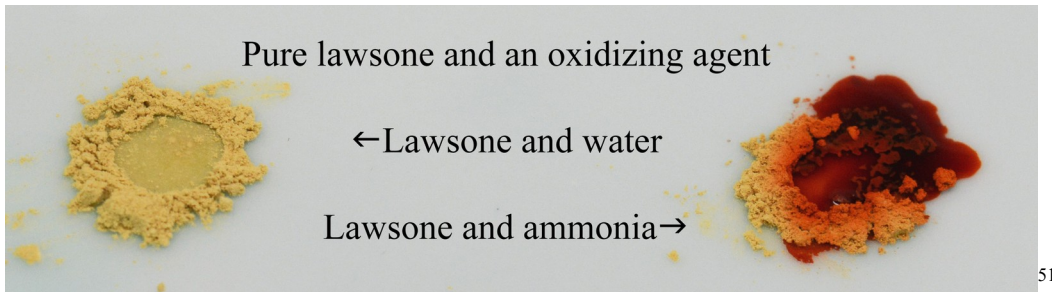 Pure lawsone and an oxidizing agent
←Lawsone and water
Lawsone and ammonia→
51